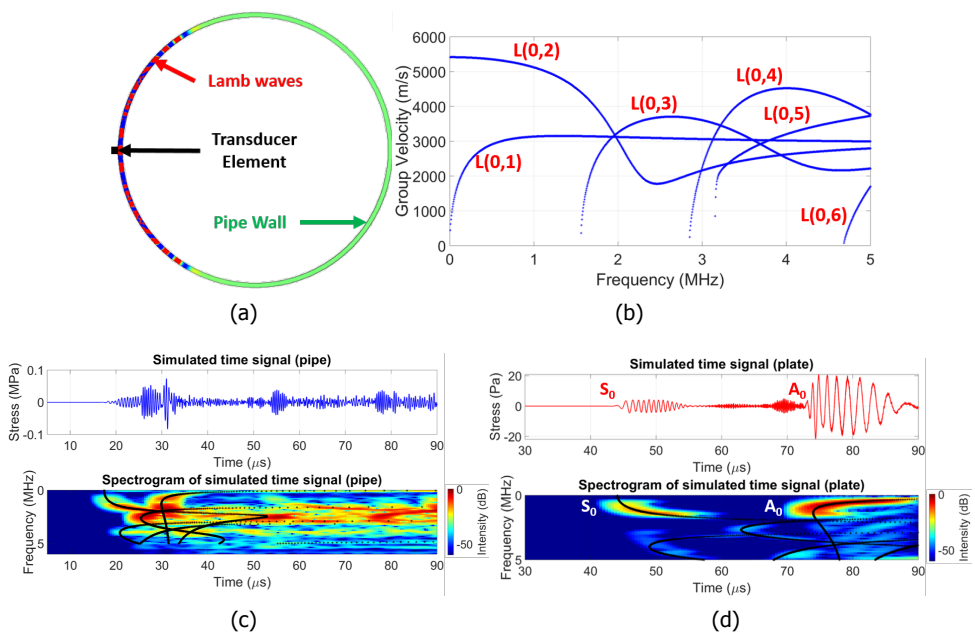 Lamb waves
Transducer
Element
Pipe Wall
(a)
6000
5000
4000
3000
2000
1000
0
Group Velocity (m/s)
L(0,2)
L(0,4)
L(0,3)
L(0,5)
L(0,1)
L(0,6)
0 1 2 3 4 5
Frequency (MHz)
(b)
Simulated time signal (pipe)
Stress (MPa)
0.1
0
-0.1
10 20 30 40 50 60 70 80 90
Time (μs)
Spectrogram of simulated time signal (pipe)
Frequency (MHz)
0
5
10 20 30 40 50 60 70 80 90
Time (μs)
0
-50
Intensity (dB)
(c)
Simulated time signal (plate)
Stress (Pa)
20
0
-20
S₀
A₀
30 40 50 60 70 80 90
Time (μs)
Spectrogram of simulated time signal (plate)
Frequency (MHz)
0
5
S₀
A₀
30 40 50 60 70 80 90
Time (μs)
0
-50
Intensity (dB)
(d)